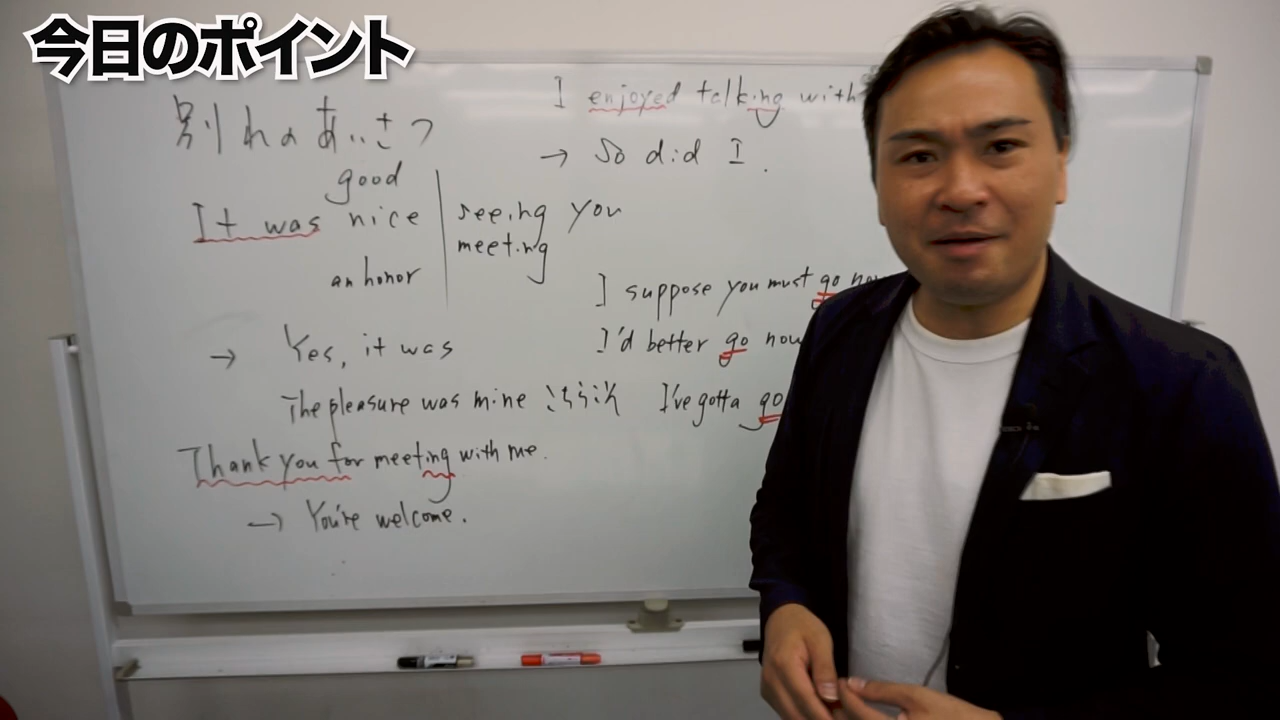 今日のポイント
別れのあいさつ
good
It was nice seeing you
meeting
an honor
→ Yes, it was
The pleasure was mine こちらこそ
Thank you for meeting with me.
→ You're welcome.
I enjoyed talking with
→ So did I.
I suppose you must go now
I'd better go now
I've gotta go